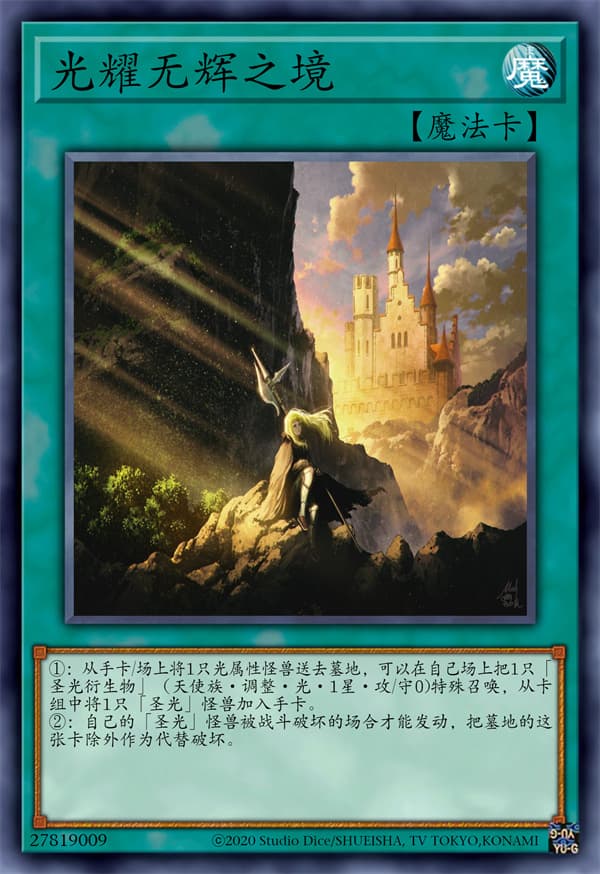 光耀无辉之境
魔
【魔法卡】
①：从手卡/场上将1只光属性怪兽送去墓地，可以在自己场上把1只「
圣光衍生物」（天使族・调整・光・1星・攻/守0)特殊召唤，从卡
组中将1只「圣光」怪兽加入手卡。
②：自己的「圣光」怪兽被战斗破坏的场合才能发动，把墓地的这
张卡除外作为代替破坏。
27819009
©2020 Studio Dice/SHUEISHA, TV TOKYO,KONAMI
YU-G